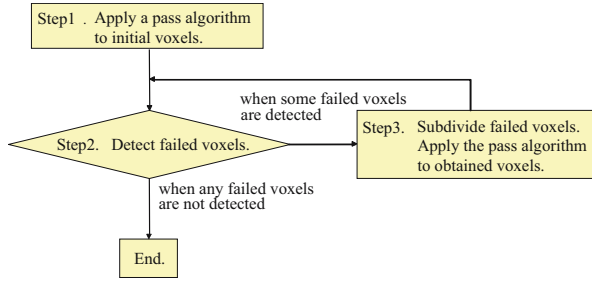 Step1 . Apply a pass algorithm
to initial voxels.
when some failed voxels
are detected
Step2. Detect failed voxels.
Step3. Subdivide failed voxels.
Apply the pass algorithm
to obtained voxels.
when any failed voxels
are not detected
End.